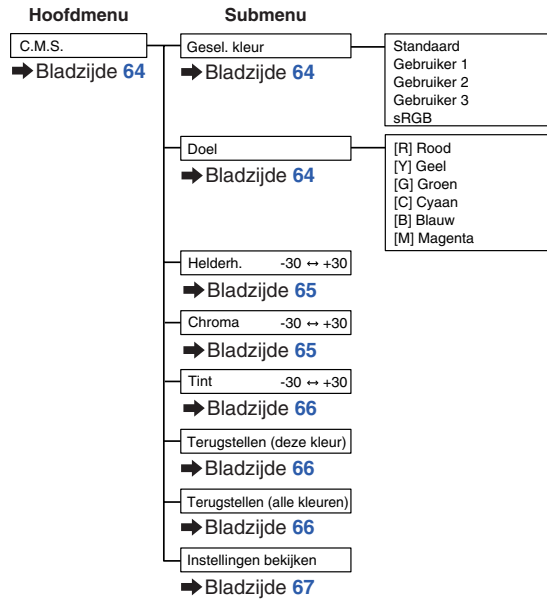 Hoofdmenu
Submenu
C.M.S.
Bladzijde 64
Gesel. kleur
Bladzijde 64
Standaard
Gebruiker 1
Gebruiker 2
Gebruiker 3
sRGB
Doel
Bladzijde 64
[R] Rood
[Y] Geel
[G] Groen
[C] Cyaan
[B] Blauw
[M] Magenta
Helderh. -30 ↔ +30
Bladzijde 65
Chroma -30 ↔ +30
Bladzijde 65
Tint -30 ↔ +30
Bladzijde 66
Terugstellen (deze kleur)
Bladzijde 66
Terugstellen (alle kleuren)
Bladzijde 66
Instellingen bekijken
Bladzijde 67